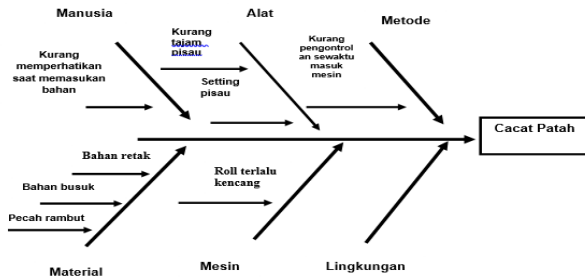 Manusia
Alat
Metode
Kurang
tajam
pisau
Kurang
pengontrol
an sewaktu
masuk
mesin
Kurang
memperhatikan
saat memasukan
bahan
Setting
pisau
Cacat Patah
Bahan retak
Roll terlalu
kencang
Bahan busuk
Pecah rambut
Material
Mesin
Lingkungan